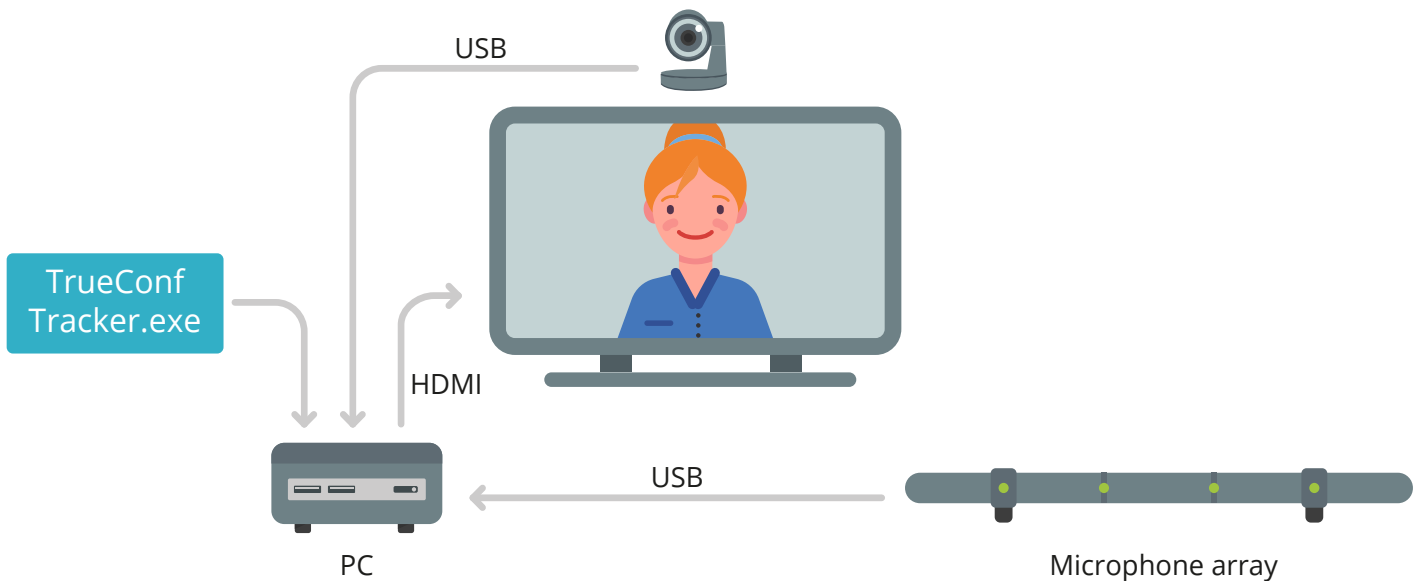 USB
TrueConf
Tracker.exe
HDMI
USB
PC
Microphone array